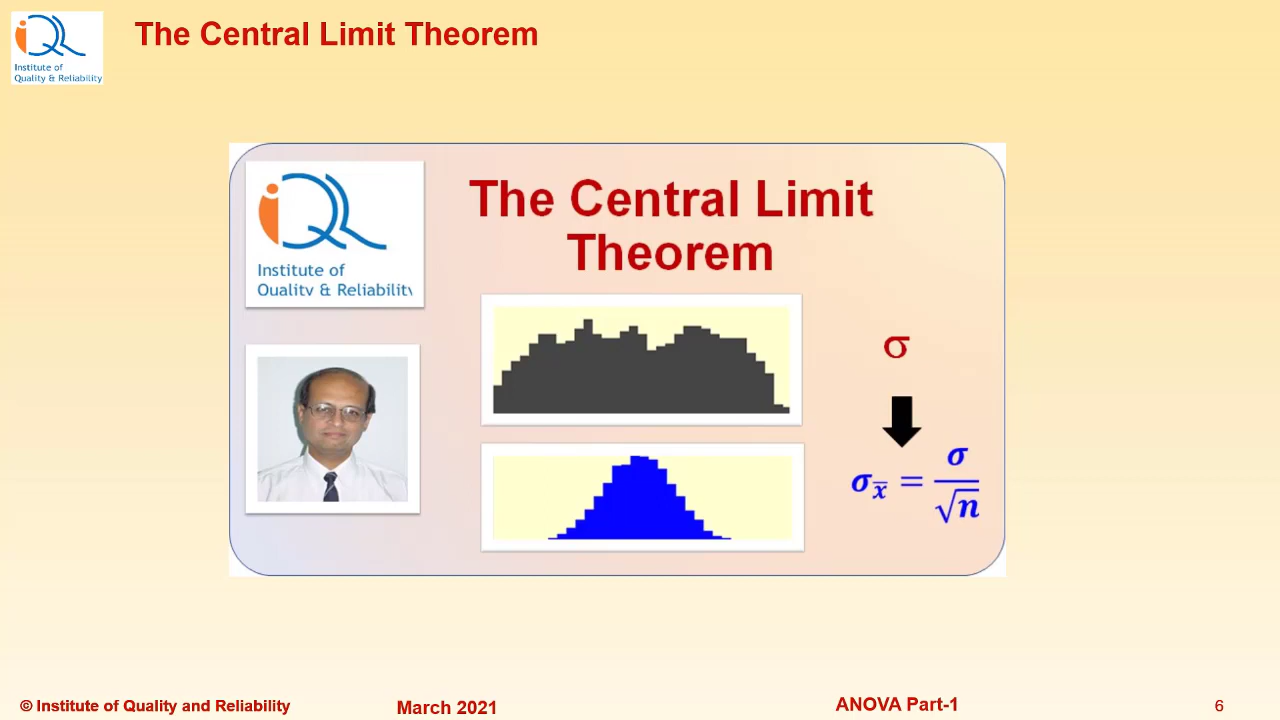 The Central Limit Theorem
Institute of
Quality & Reliability
The Central Limit
Theorem
Institute of
Quality & Reliability
σ
σx̅ = σ/√n
© Institute of Quality and Reliability
March 2021
ANOVA Part-1
6